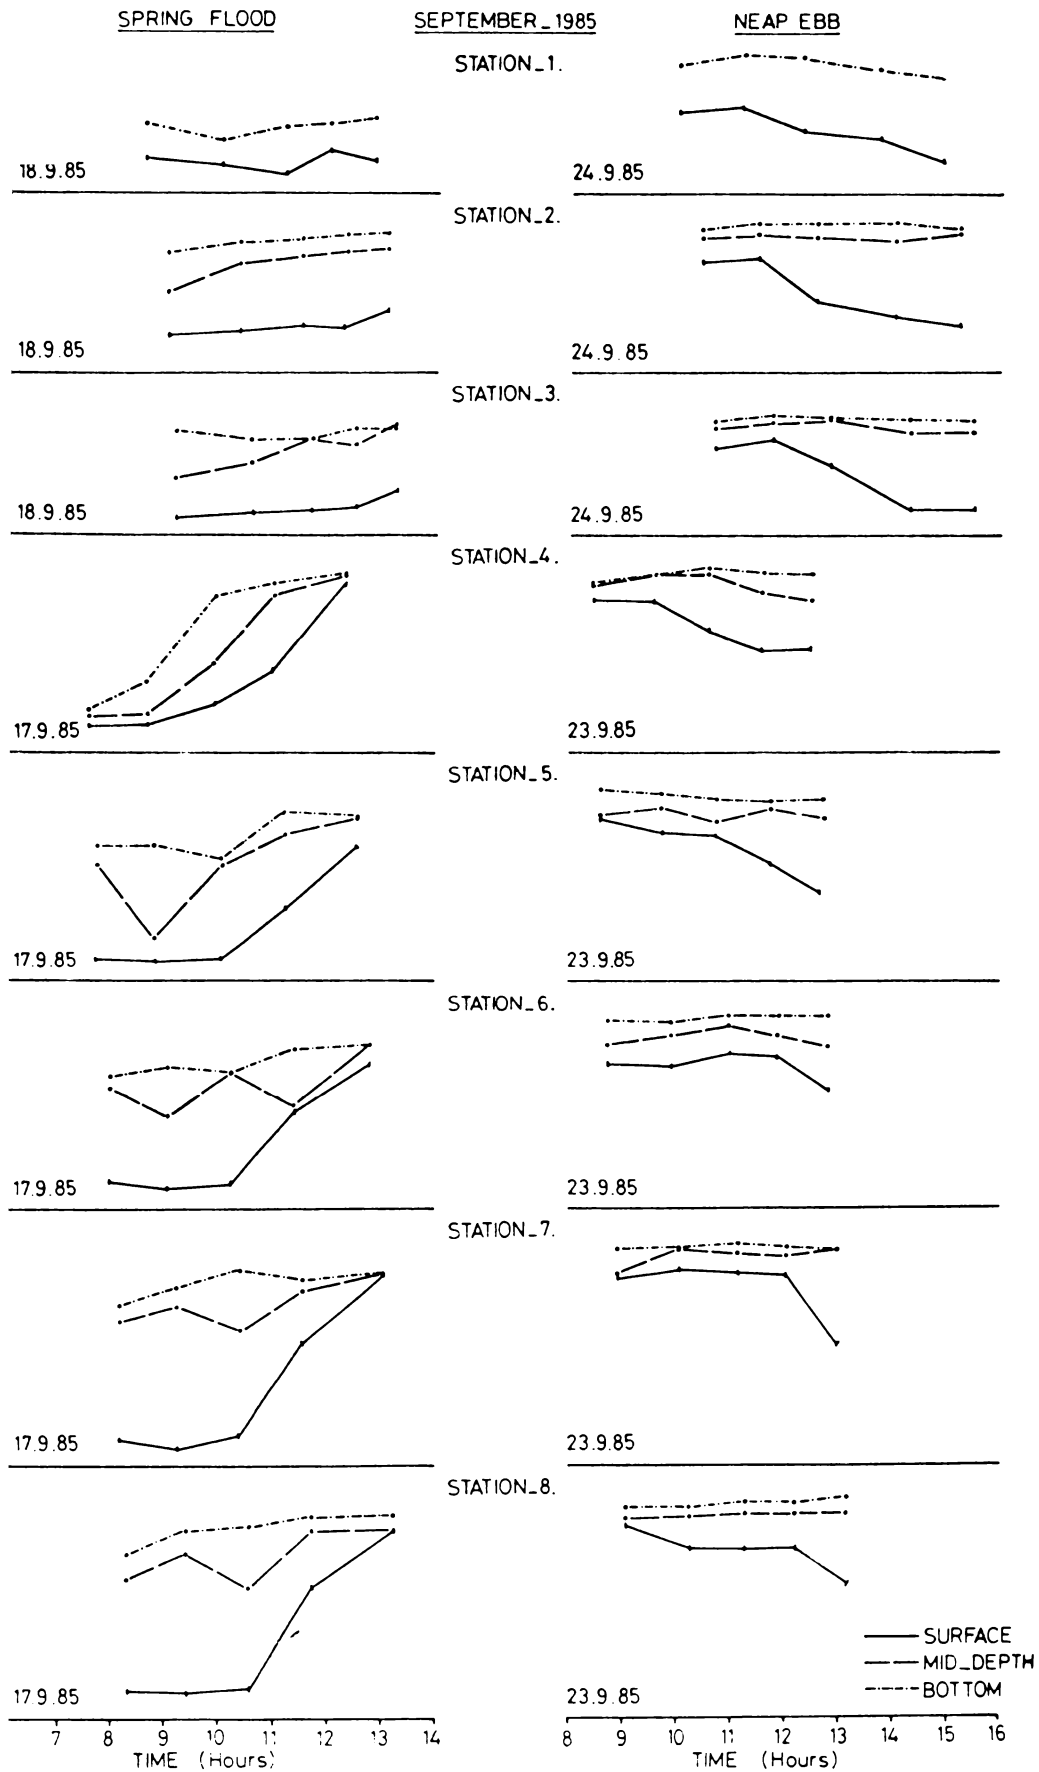 SPRING FLOOD
SEPTEMBER_1985
NEAP EBB
STATION_1.
18.9.85
24.9.85
STATION_2.
18.9.85
24.9.85
STATION_3.
18.9.85
24.9.85
STATION_4.
17.9.85
23.9.85
STATION_5.
17.9.85
23.9.85
STATION_6.
17.9.85
23.9.85
STATION_7.
17.9.85
23.9.85
STATION_8.
SURFACE
MID_DEPTH
BOTTOM
17.9.85
23.9.85
7 8 9 10 11 12 13 14
8 9 10 11 12 13 14 15 16
TIME (Hours)
TIME (Hours)